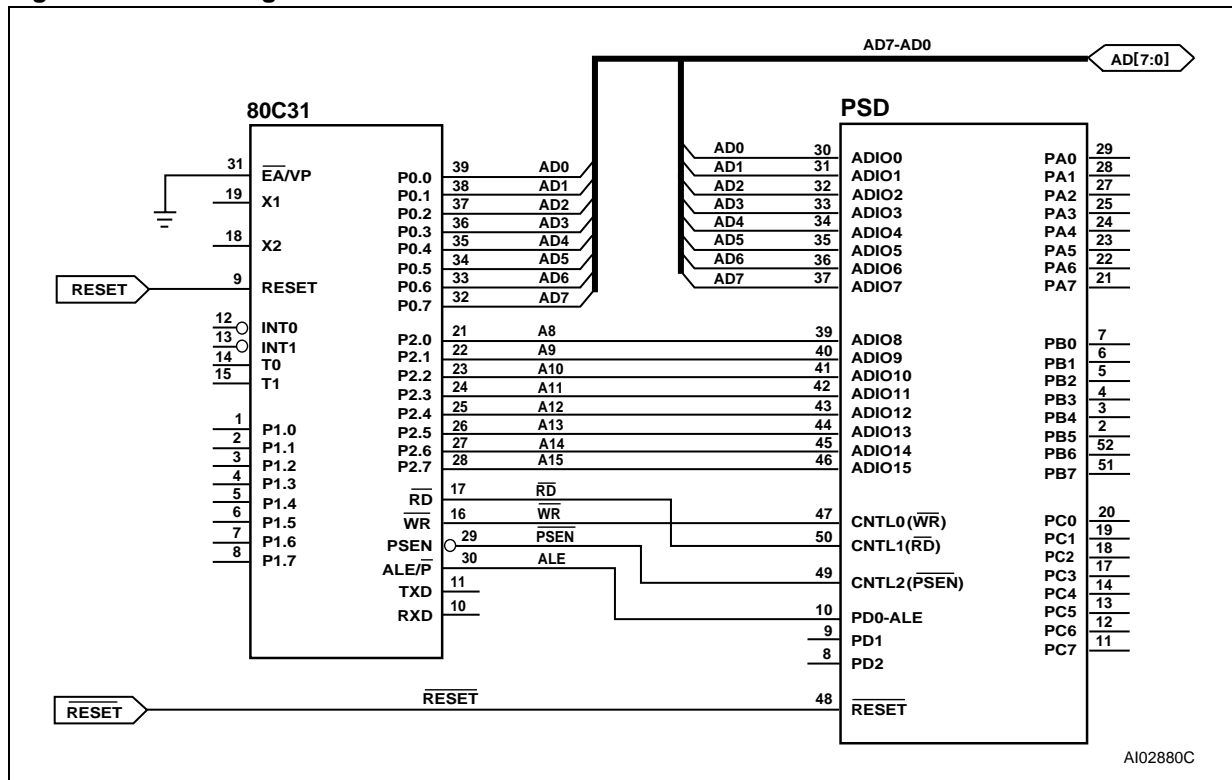 AD7-AD0
AD[7:0]
80C31
PSD
31 EA/VP
19 X1
18 X2
RESET 9 RESET
12 INT0
13 INT1
14 T0
15 T1
1 P1.0
2 P1.1
3 P1.2
4 P1.3
5 P1.4
6 P1.5
7 P1.6
8 P1.7
P0.0 39 AD0
P0.1 38 AD1
P0.2 37 AD2
P0.3 36 AD3
P0.4 35 AD4
P0.5 34 AD5
P0.6 33 AD6
P0.7 32 AD7
P2.0 21 A8
P2.1 22 A9
P2.2 23 A10
P2.3 24 A11
P2.4 25 A12
P2.5 26 A13
P2.6 27 A14
P2.7 28 A15
RD 17 RD
WR 16 WR
PSEN 29 PSEN
ALE/P 30 ALE
TXD 11
RXD 10
AD0 30 ADIO0
AD1 31 ADIO1
AD2 32 ADIO2
AD3 33 ADIO3
AD4 34 ADIO4
AD5 35 ADIO5
AD6 36 ADIO6
AD7 37 ADIO7
39 ADIO8
40 ADIO9
41 ADIO10
42 ADIO11
43 ADIO12
44 ADIO13
45 ADIO14
46 ADIO15
47 CNTL0(WR)
50 CNTL1(RD)
49 CNTL2(PSEN)
10 PD0-ALE
9 PD1
8 PD2
RESET RESET 48 RESET
PA0 29
PA1 28
PA2 27
PA3 25
PA4 24
PA5 23
PA6 22
PA7 21
PB0 7
PB1 6
PB2 5
PB3 4
PB4 3
PB5 2
PB6 52
PB7 51
PC0 20
PC1 19
PC2 18
PC3 17
PC4 14
PC5 13
PC6 12
PC7 11
AI02880C